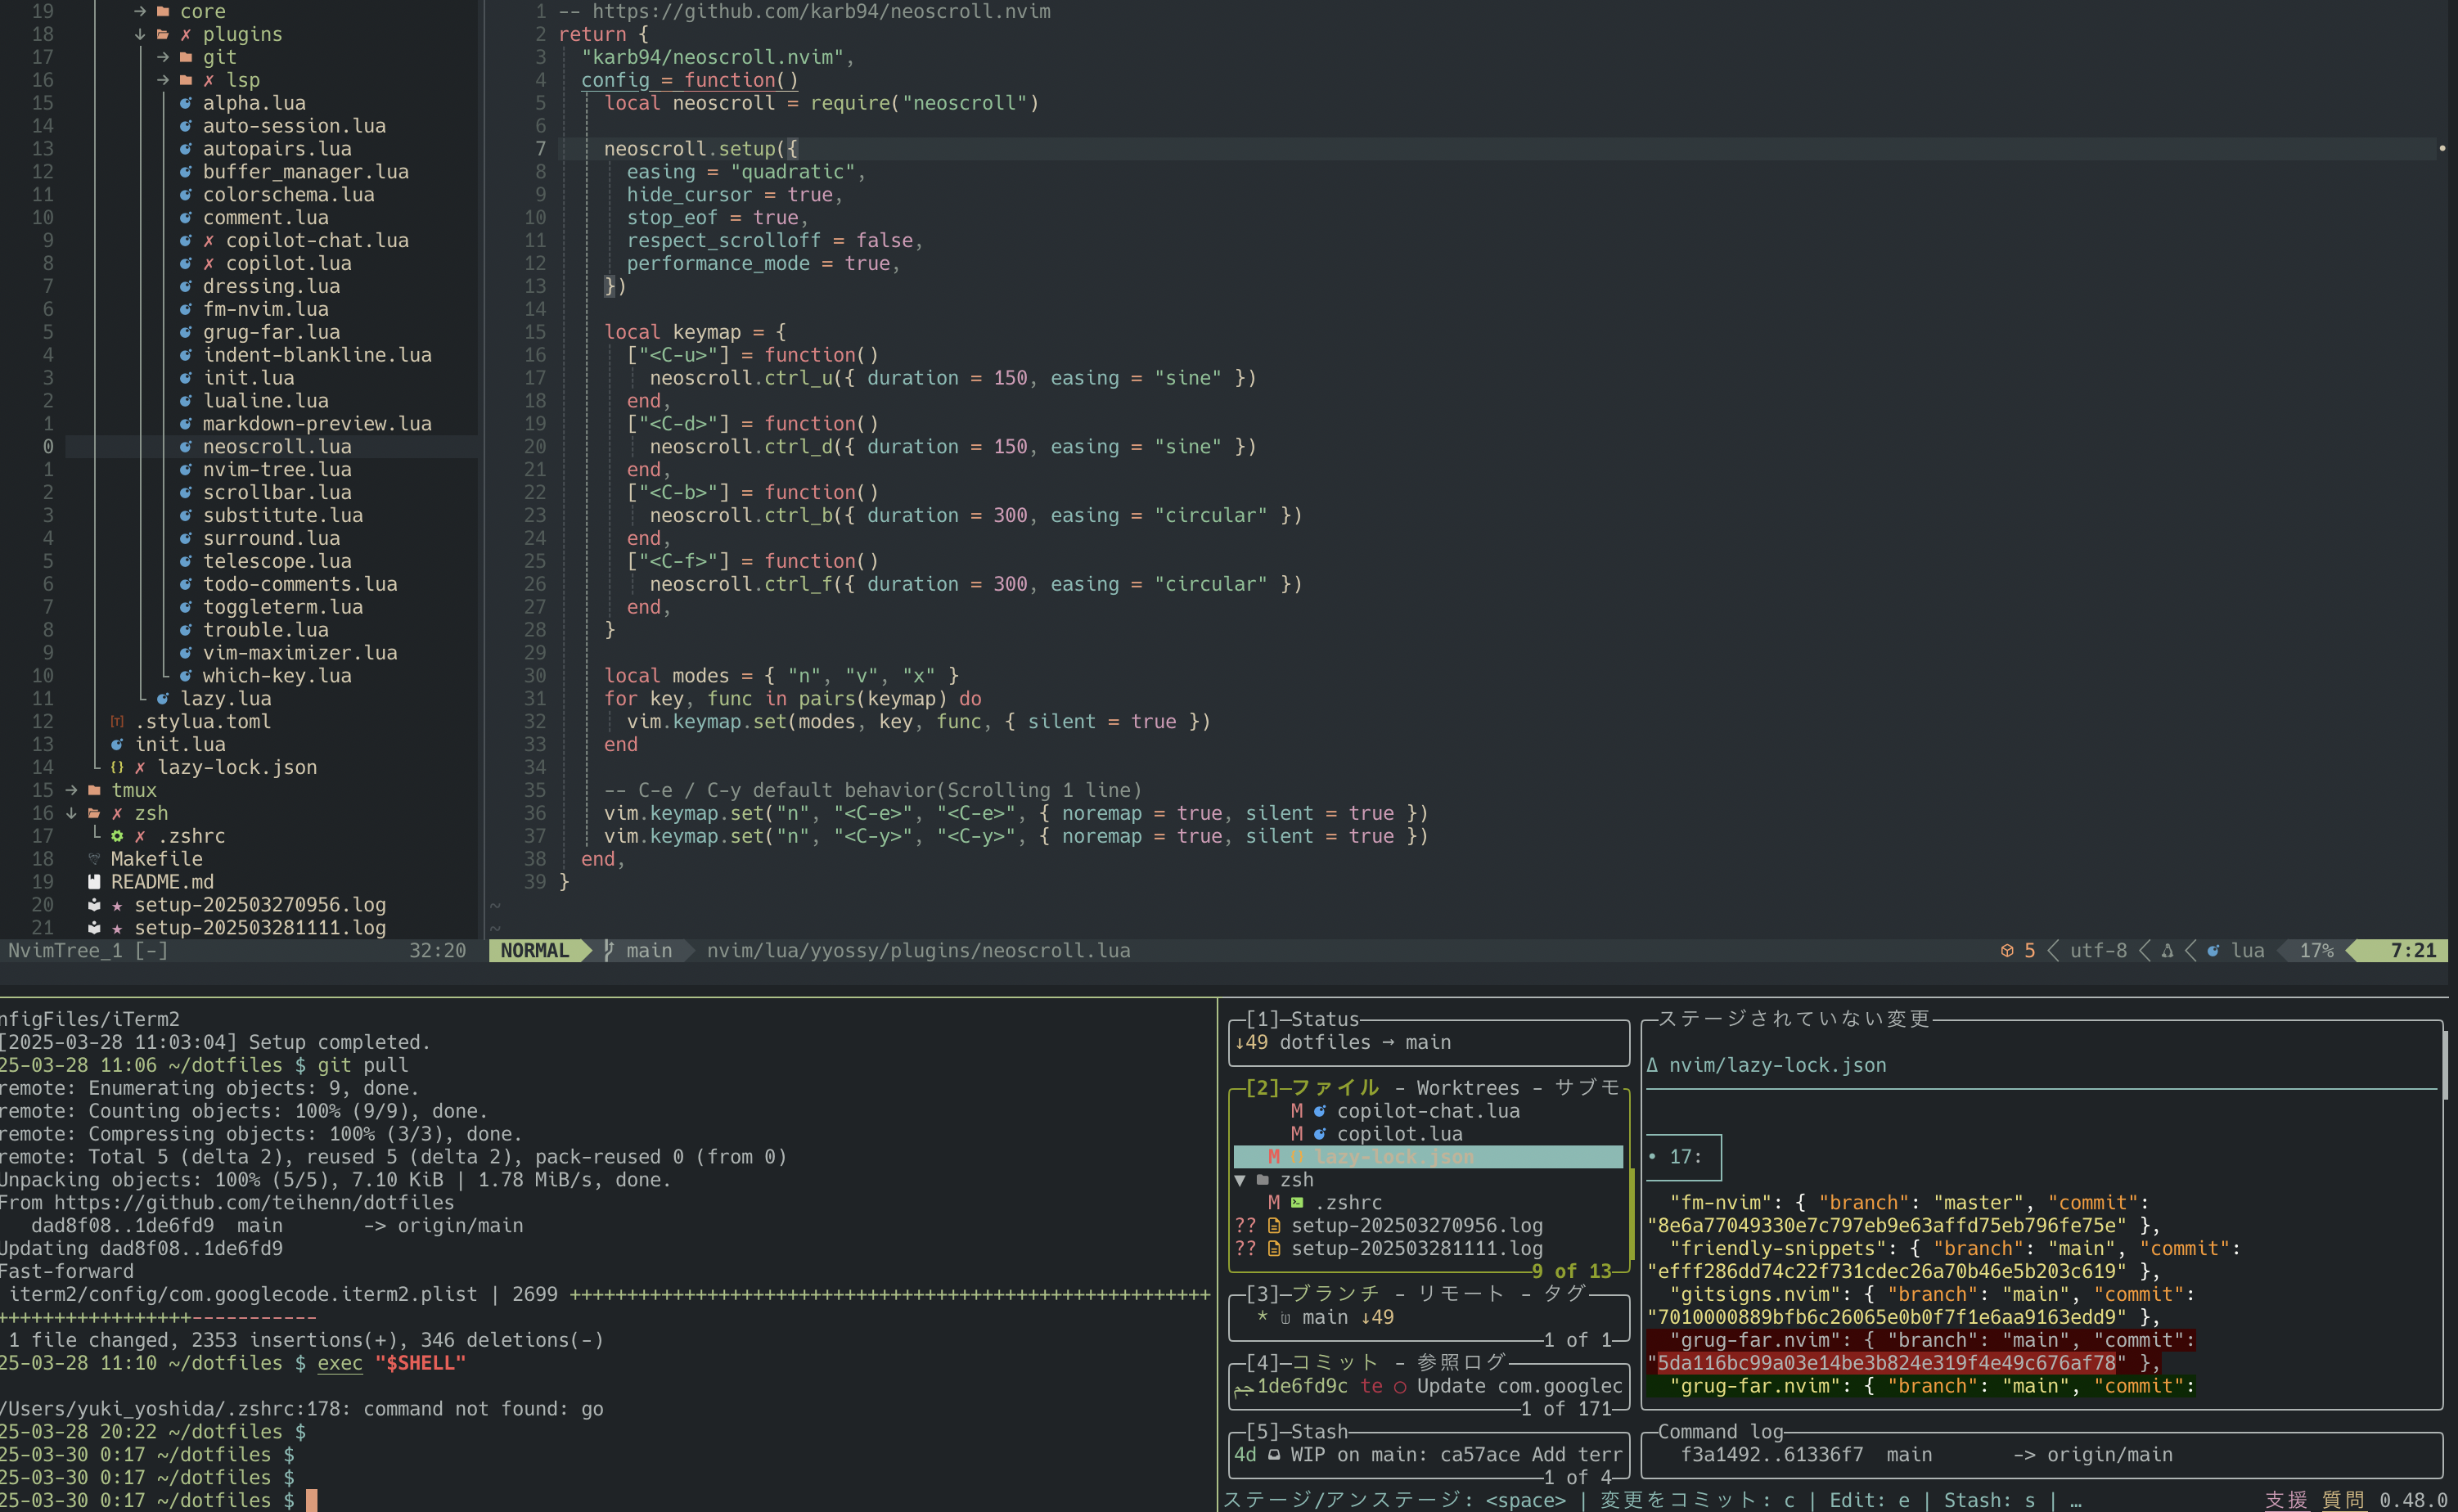 19 → core
18 ↓ ✗ plugins
17 → git
16 → ✗ lsp
15 alpha.lua
14 auto-session.lua
13 autopairs.lua
12 buffer_manager.lua
11 colorschema.lua
10 comment.lua
9 ✗ copilot-chat.lua
8 ✗ copilot.lua
7 dressing.lua
6 fm-nvim.lua
5 grug-far.lua
4 indent-blankline.lua
3 init.lua
2 lualine.lua
1 markdown-preview.lua
0 neoscroll.lua
1 nvim-tree.lua
2 scrollbar.lua
3 substitute.lua
4 surround.lua
5 telescope.lua
6 todo-comments.lua
7 toggleterm.lua
8 trouble.lua
9 vim-maximizer.lua
10 which-key.lua
11 lazy.lua
12 [T] .stylua.toml
13 init.lua
14 {} ✗ lazy-lock.json
15 → tmux
16 ↓ ✗ zsh
17 ✗ .zshrc
18 Makefile
19 README.md
20 ★ setup-202503270956.log
21 ★ setup-202503281111.log
NvimTree_1 [-] 32:20
1 -- https://github.com/karb94/neoscroll.nvim
2 return {
3   "karb94/neoscroll.nvim",
4   config = function()
5     local neoscroll = require("neoscroll")
6
7     neoscroll.setup({
8       easing = "quadratic",
9       hide_cursor = true,
10       stop_eof = true,
11       respect_scrolloff = false,
12       performance_mode = true,
13     })
14
15     local keymap = {
16       ["<C-u>"] = function()
17         neoscroll.ctrl_u({ duration = 150, easing = "sine" })
18       end,
19       ["<C-d>"] = function()
20         neoscroll.ctrl_d({ duration = 150, easing = "sine" })
21       end,
22       ["<C-b>"] = function()
23         neoscroll.ctrl_b({ duration = 300, easing = "circular" })
24       end,
25       ["<C-f>"] = function()
26         neoscroll.ctrl_f({ duration = 300, easing = "circular" })
27       end,
28     }
29
30     local modes = { "n", "v", "x" }
31     for key, func in pairs(keymap) do
32       vim.keymap.set(modes, key, func, { silent = true })
33     end
34
35     -- C-e / C-y default behavior(Scrolling 1 line)
36     vim.keymap.set("n", "<C-e>", "<C-e>", { noremap = true, silent = true })
37     vim.keymap.set("n", "<C-y>", "<C-y>", { noremap = true, silent = true })
38   end,
39 }
~
~
NORMAL main nvim/lua/yyossy/plugins/neoscroll.lua 5 utf-8 lua 17% 7:21
nfigFiles/iTerm2
[2025-03-28 11:03:04] Setup completed.
25-03-28 11:06 ~/dotfiles $ git pull
remote: Enumerating objects: 9, done.
remote: Counting objects: 100% (9/9), done.
remote: Compressing objects: 100% (3/3), done.
remote: Total 5 (delta 2), reused 5 (delta 2), pack-reused 0 (from 0)
Unpacking objects: 100% (5/5), 7.10 KiB | 1.78 MiB/s, done.
From https://github.com/teihenn/dotfiles
   dad8f08..1de6fd9  main       -> origin/main
Updating dad8f08..1de6fd9
Fast-forward
 iterm2/config/com.googlecode.iterm2.plist | 2699 ++++++++++++++++++++++++++++++++++++++++++++++++++++++++
+++++++++++++++++-----------
 1 file changed, 2353 insertions(+), 346 deletions(-)
25-03-28 11:10 ~/dotfiles $ exec "$SHELL"
/Users/yuki_yoshida/.zshrc:178: command not found: go
25-03-28 20:22 ~/dotfiles $
25-03-30 0:17 ~/dotfiles $
25-03-30 0:17 ~/dotfiles $
25-03-30 0:17 ~/dotfiles $
[1]─Status
↓49 dotfiles → main
[2]─ファイル - Worktrees - サブモ
M copilot-chat.lua
M copilot.lua
M {} lazy-lock.json
▼ zsh
M .zshrc
?? setup-202503270956.log
?? setup-202503281111.log
9 of 13
[3]─ブランチ - リモート - タグ
* main ↓49
1 of 1
[4]─コミット - 参照ログ
1de6fd9c te ○ Update com.googlec
1 of 171
[5]─Stash
4d WIP on main: ca57ace Add terr
1 of 4
ステージされていない変更
Δ nvim/lazy-lock.json
• 17:
  "fm-nvim": { "branch": "master", "commit":
"8e6a77049330e7c797eb9e63affd75eb796fe75e" },
  "friendly-snippets": { "branch": "main", "commit":
"efff286dd74c22f731cdec26a70b46e5b203c619" },
  "gitsigns.nvim": { "branch": "main", "commit":
"7010000889bfb6c26065e0b0f7f1e6aa9163edd9" },
  "grug-far.nvim": { "branch": "main", "commit":
"5da116bc99a03e14be3b824e319f4e49c676af78" },
  "grug-far.nvim": { "branch": "main", "commit":
Command log
f3a1492..61336f7  main       -> origin/main
ステージ/アンステージ: <space> | 変更をコミット: c | Edit: e | Stash: s | … 支援 質問 0.48.0